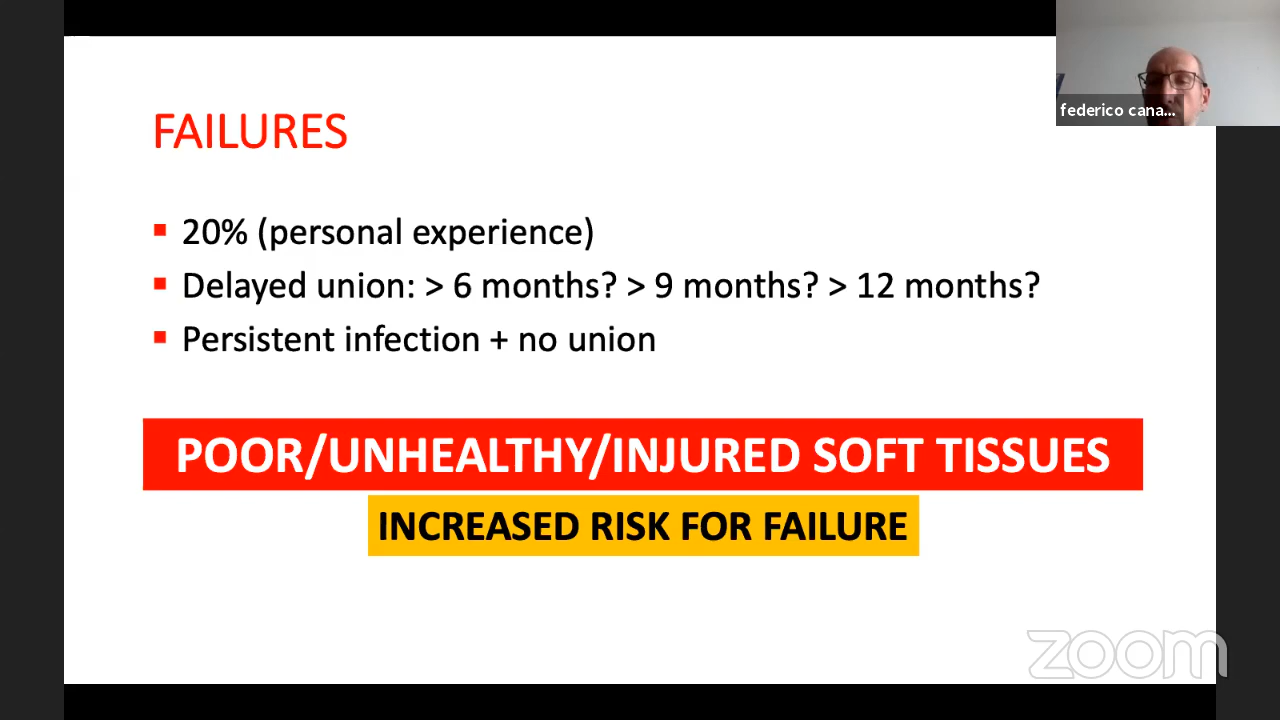 federico cana...
FAILURES
▪ 20% (personal experience)
▪ Delayed union: > 6 months? > 9 months? > 12 months?
▪ Persistent infection + no union
POOR/UNHEALTHY/INJURED SOFT TISSUES
INCREASED RISK FOR FAILURE
zoom